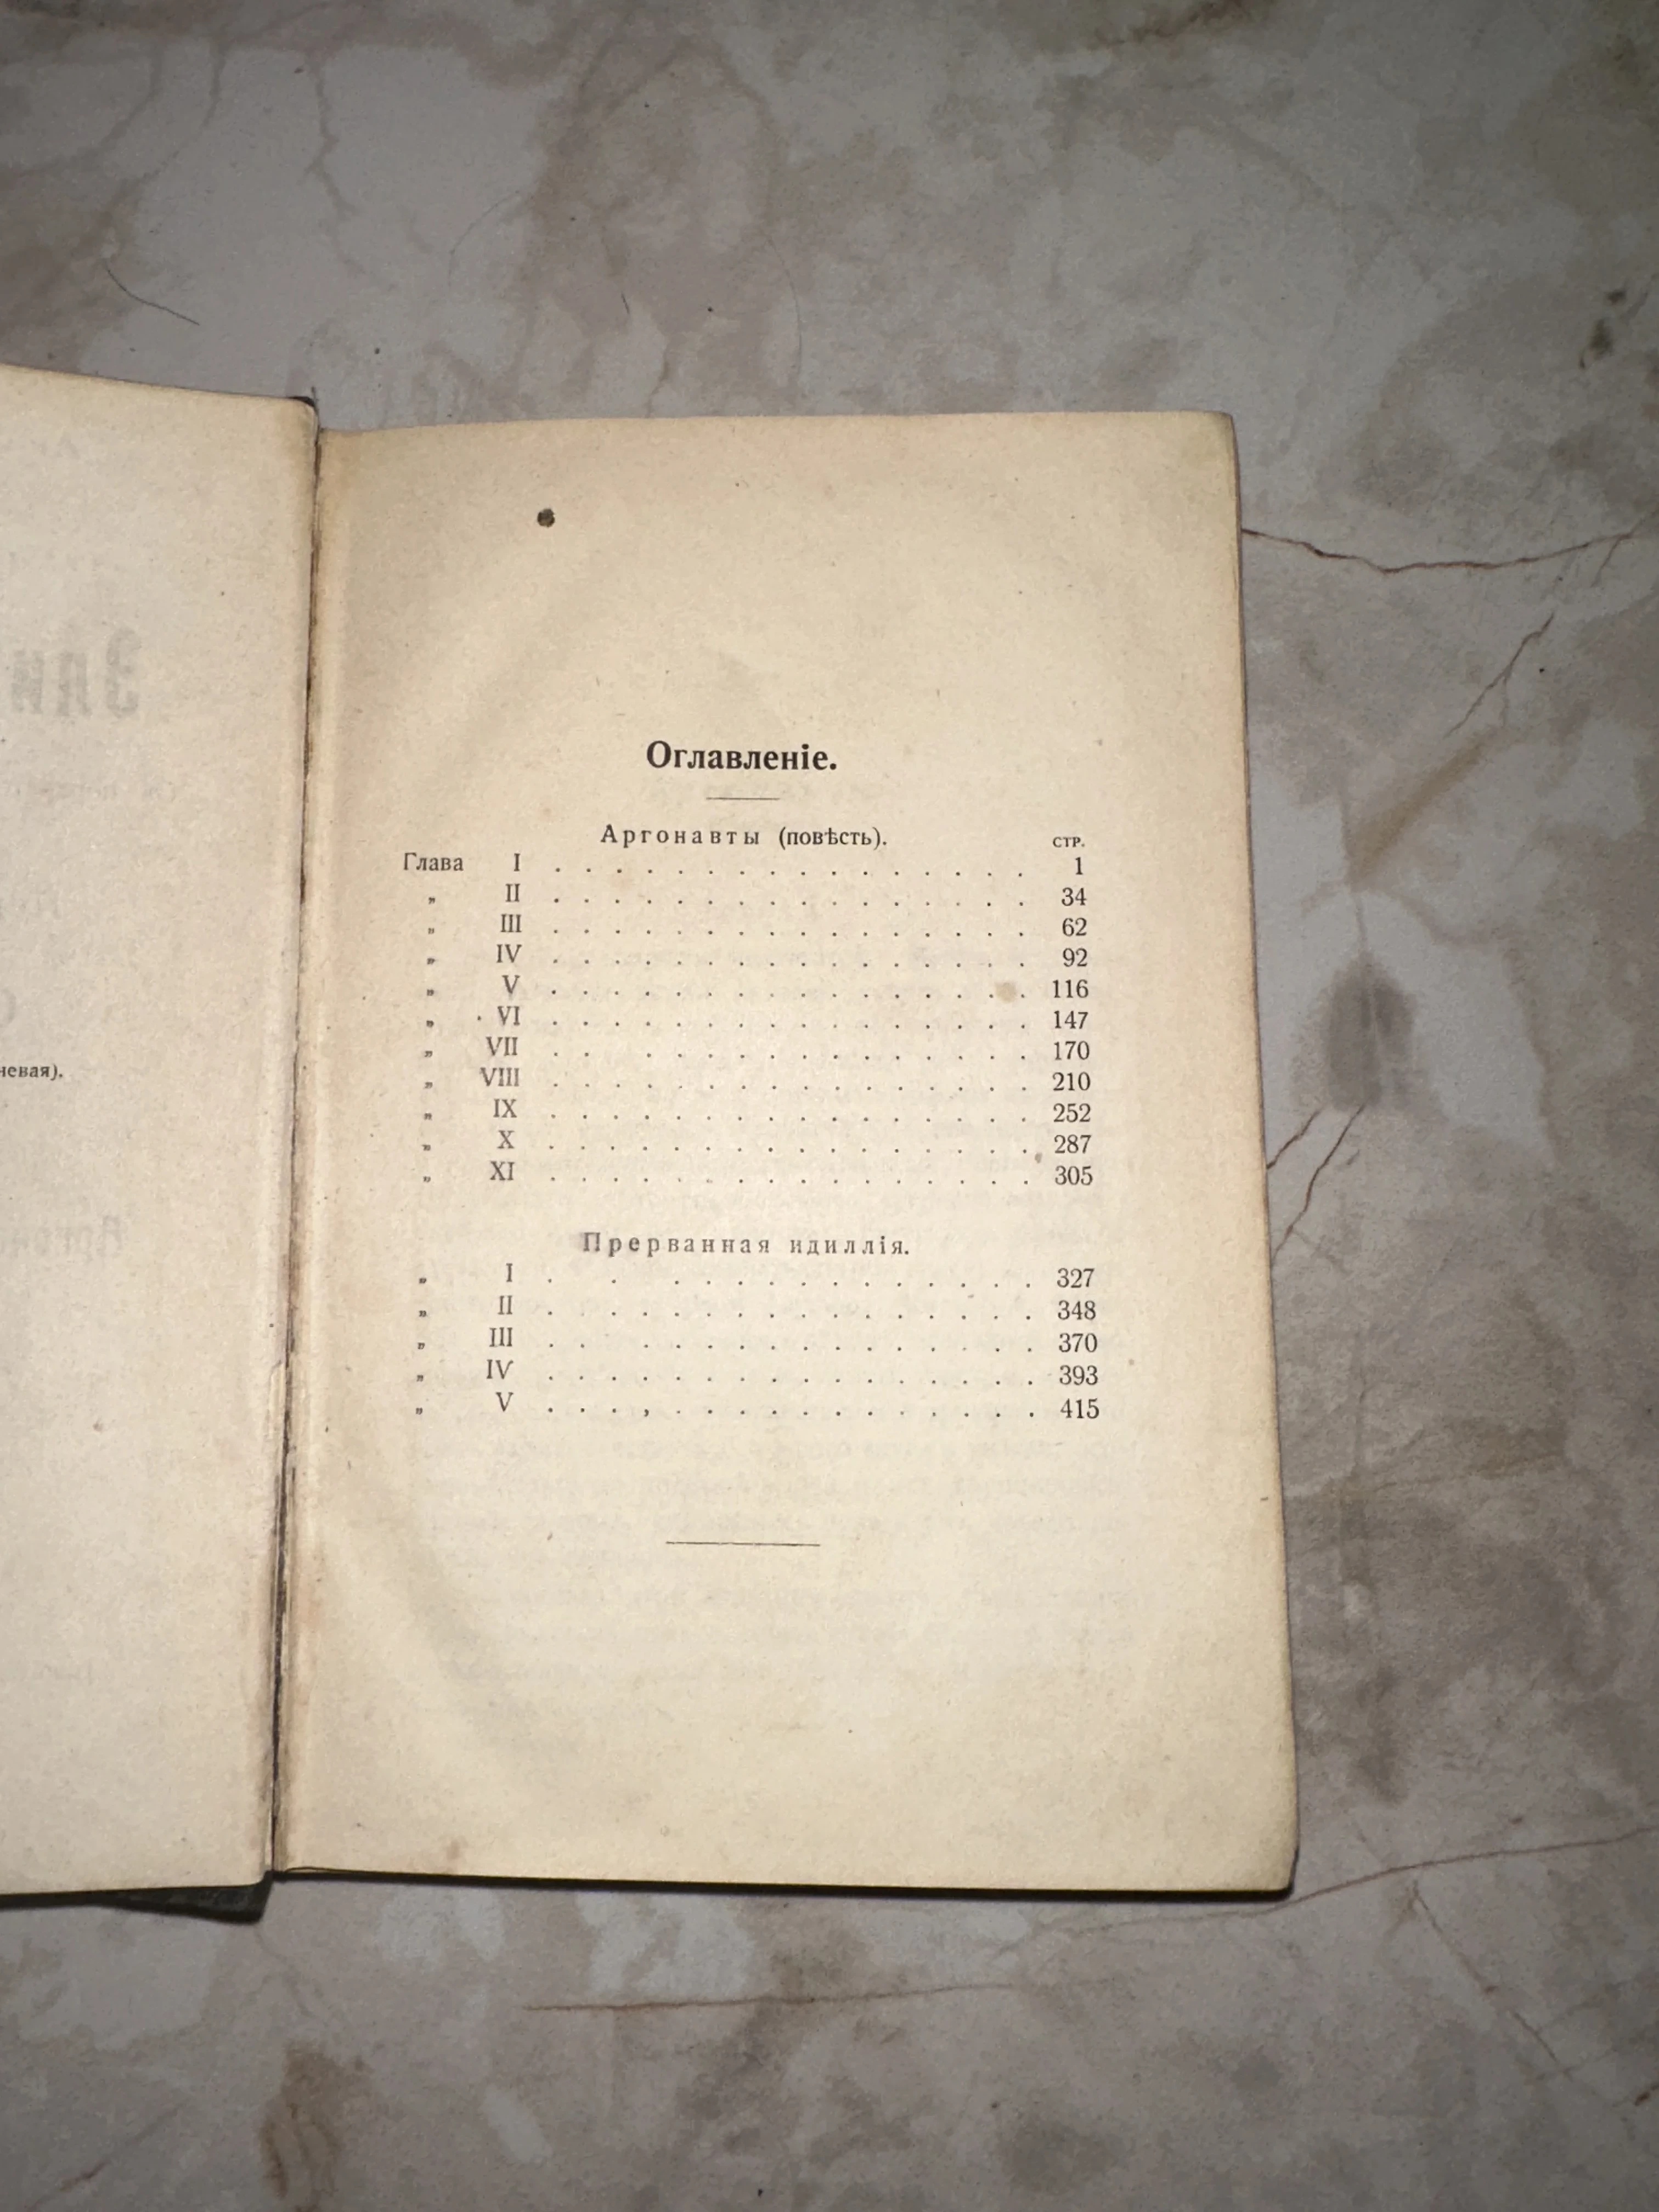 чевая).
Оглавленіе.
Аргонавты (повѣсть).
СТР.
Глава I . . . . . . . . . . . . . . . . 1
„ II . . . . . . . . . . . . . . . . 34
„ III . . . . . . . . . . . . . . . . 62
„ IV . . . . . . . . . . . . . . . . 92
„ V . . . . . . . . . . . . . . . . 116
„ VI . . . . . . . . . . . . . . . . 147
„ VII . . . . . . . . . . . . . . . 170
„ VIII . . . . . . . . . . . . . . . . 210
„ IX . . . . . . . . . . . . . . . . 252
„ X . . . . . . . . . . . . . . . . 287
„ XI . . . . . . . . . . . . . . . . 305
Прерванная идиллія.
„ I . . . . . . . . . . . . . . 327
„ II . . . . . . . . . . . . . . . . 348
„ III . . . . . . . . . . . . . . . 370
„ IV . . . . . . . . . . . . . . . . 393
„ V . . . , . . . . . . . . . . . . 415